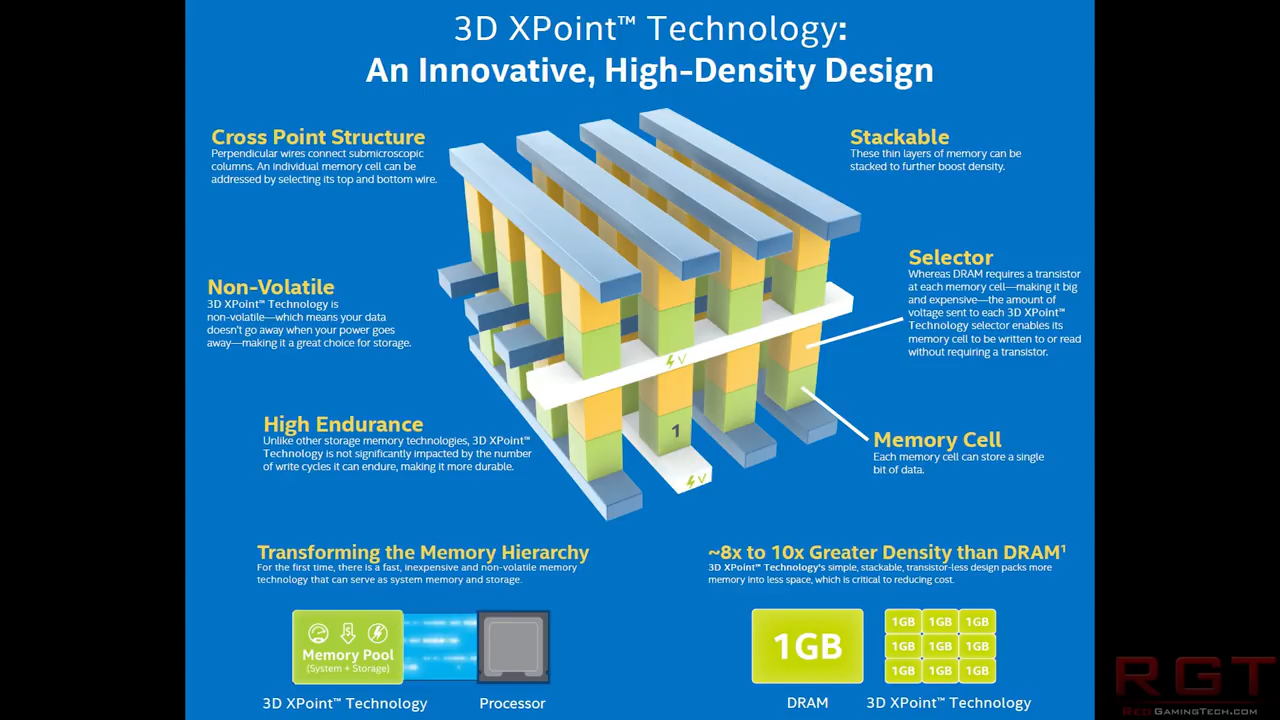 3D XPoint™ Technology:
An Innovative, High-Density Design
Cross Point Structure
Perpendicular wires connect submicroscopic
columns. An individual memory cell can be
addressed by selecting its top and bottom wire.
Stackable
These thin layers of memory can be
stacked to further boost density.
Selector
Whereas DRAM requires a transistor
at each memory cell—making it big
and expensive—the amount of
voltage sent to each 3D XPoint™
Technology selector enables its
memory cell to be written to or read
without requiring a transistor.
Non-Volatile
3D XPoint™ Technology is
non-volatile—which means your data
doesn't go away when your power goes
away—making it a great choice for storage.
V
High Endurance
Unlike other storage memory technologies, 3D XPoint™
Technology is not significantly impacted by the number
of write cycles it can endure, making it more durable.
1
V
Memory Cell
Each memory cell can store a single
bit of data.
Transforming the Memory Hierarchy
For the first time, there is a fast, inexpensive and non-volatile memory
technology that can serve as system memory and storage.
$
Memory Pool
(System + Storage)
3D XPoint™ Technology
Processor
~8x to 10x Greater Density than DRAM¹
3D XPoint™ Technology's simple, stackable, transistor-less design packs more
memory into less space, which is critical to reducing cost.
1GB
1GB 1GB 1GB
1GB 1GB 1GB
1GB 1GB 1GB
DRAM
3D XPoint™ Technology
RGT
REDGAMINGTECH.COM